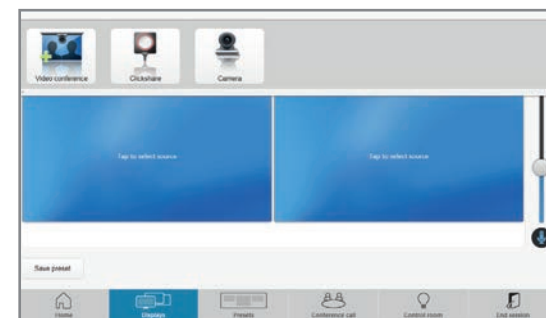 Video conference
Clickshare
Camera
Tap to select source
Tap to select source
Save preset
Home
Displays
Presets
Conference call
Control room
End session